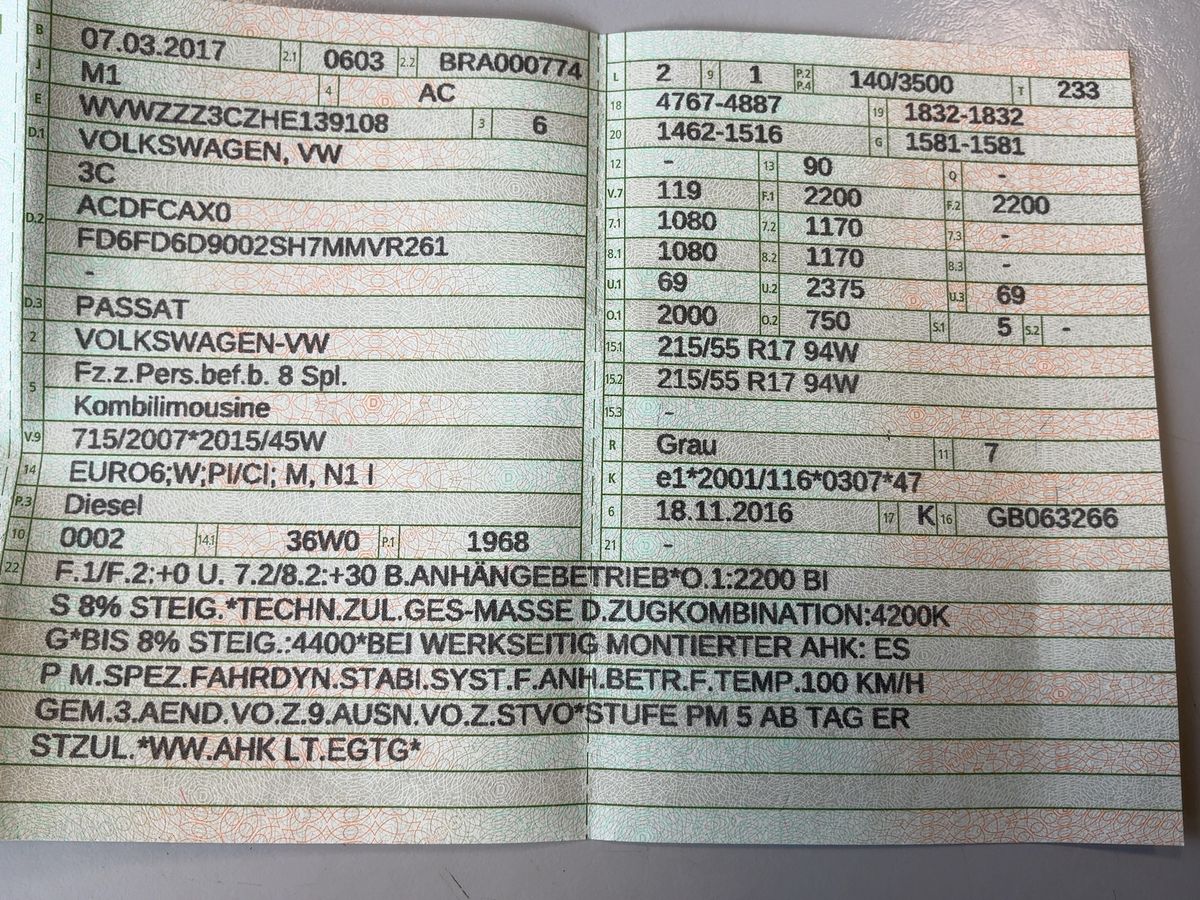 B 07.03.2017 2.1 0603 2.2 BRA000774
J M1 4 AC
E WVWZZZ3CZHE139108 3 6
D.1 VOLKSWAGEN, VW
3C
D.2 ACDFCAX0
FD6FD6D9002SH7MMVR261
-
D.3 PASSAT
2 VOLKSWAGEN-VW
5 Fz.z.Pers.bef.b. 8 Spl.
Kombilimousine
V.9 715/2007*2015/45W
14 EURO6;W;PI/CI; M, N1 I
P.3 Diesel
10 0002 14.1 36W0 P.1 1968
L 2 9 1 P.2 P.4 140/3500 T 233
18 4767-4887 19 1832-1832
20 1462-1516 G 1581-1581
12 - 13 90 Q -
V.7 119 F.1 2200 F.2 2200
7.1 1080 7.2 1170 7.3 -
8.1 1080 8.2 1170 8.3 -
U.1 69 U.2 2375 U.3 69
O.1 2000 O.2 750 S.1 5 S.2 -
15.1 215/55 R17 94W
15.2 215/55 R17 94W
15.3 -
R Grau 11 7
K e1*2001/116*0307*47
6 18.11.2016 17 K 16 GB063266
21 -
22 F.1/F.2:+0 U. 7.2/8.2:+30 B.ANHÄNGEBETRIEB*O.1:2200 BI
S 8% STEIG.*TECHN.ZUL.GES-MASSE D.ZUGKOMBINATION:4200K
G*BIS 8% STEIG.:4400*BEI WERKSEITIG MONTIERTER AHK: ES
P M.SPEZ.FAHRDYN.STABI.SYST.F.ANH.BETR.F.TEMP.100 KM/H
GEM.3.AEND.VO.Z.9.AUSN.VO.Z.STVO*STUFE PM 5 AB TAG ER
STZUL.*WW.AHK LT.EGTG*